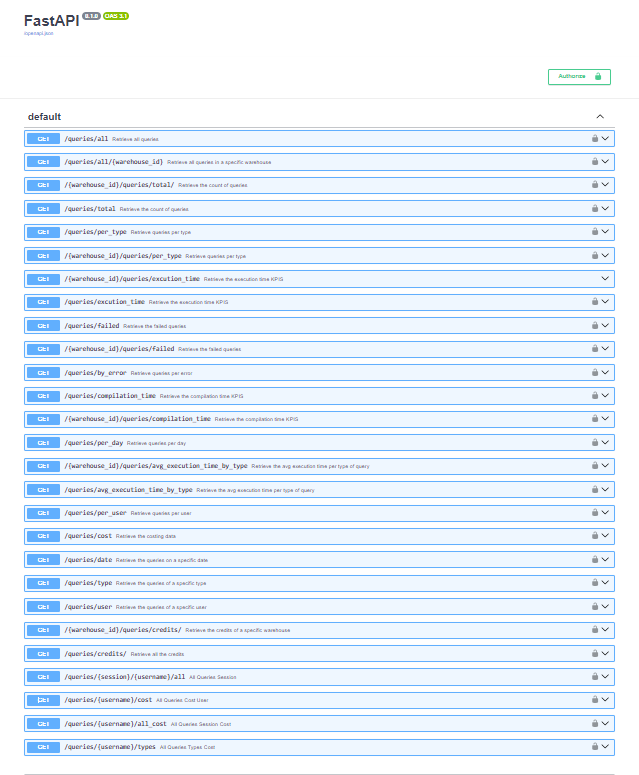 FastAPI 0.1.0 OAS 3.1
/openapi.json
Authorize
default
GET /queries/all Retrieve all queries
GET /queries/all/{warehouse_id} Retrieve all queries in a specific warehouse
GET /{warehouse_id}/queries/total/ Retrieve the count of queries
GET /queries/total Retrieve the count of queries
GET /queries/per_type Retrieve queries per type
GET /{warehouse_id}/queries/per_type Retrieve queries per type
GET /{warehouse_id}/queries/excution_time Retrieve the execution time KPIS
GET /queries/excution_time Retrieve the execution time KPIS
GET /queries/failed Retrieve the failed queries
GET /{warehouse_id}/queries/failed Retrieve the failed queries
GET /queries/by_error Retrieve queries per error
GET /queries/compilation_time Retrieve the compilation time KPIS
GET /{warehouse_id}/queries/compilation_time Retrieve the compilation time KPIS
GET /queries/per_day Retrieve queries per day
GET /{warehouse_id}/queries/avg_execution_time_by_type Retrieve the avg execution time per type of query
GET /queries/avg_execution_time_by_type Retrieve the avg execution time per type of query
GET /queries/per_user Retrieve queries per user
GET /queries/cost Retrieve the costing data
GET /queries/date Retrieve the queries on a specific date
GET /queries/type Retrieve the queries of a specific type
GET /queries/user Retrieve the queries of a specific user
GET /{warehouse_id}/queries/credits/ Retrieve the credits of a specific warehouse
GET /queries/credits/ Retrieve all the credits
GET /queries/{session}/{username}/all All Queries Session
GET /queries/{username}/cost All Queries Cost User
GET /queries/{username}/all_cost All Queries Session Cost
GET /queries/{username}/types All Queries Types Cost